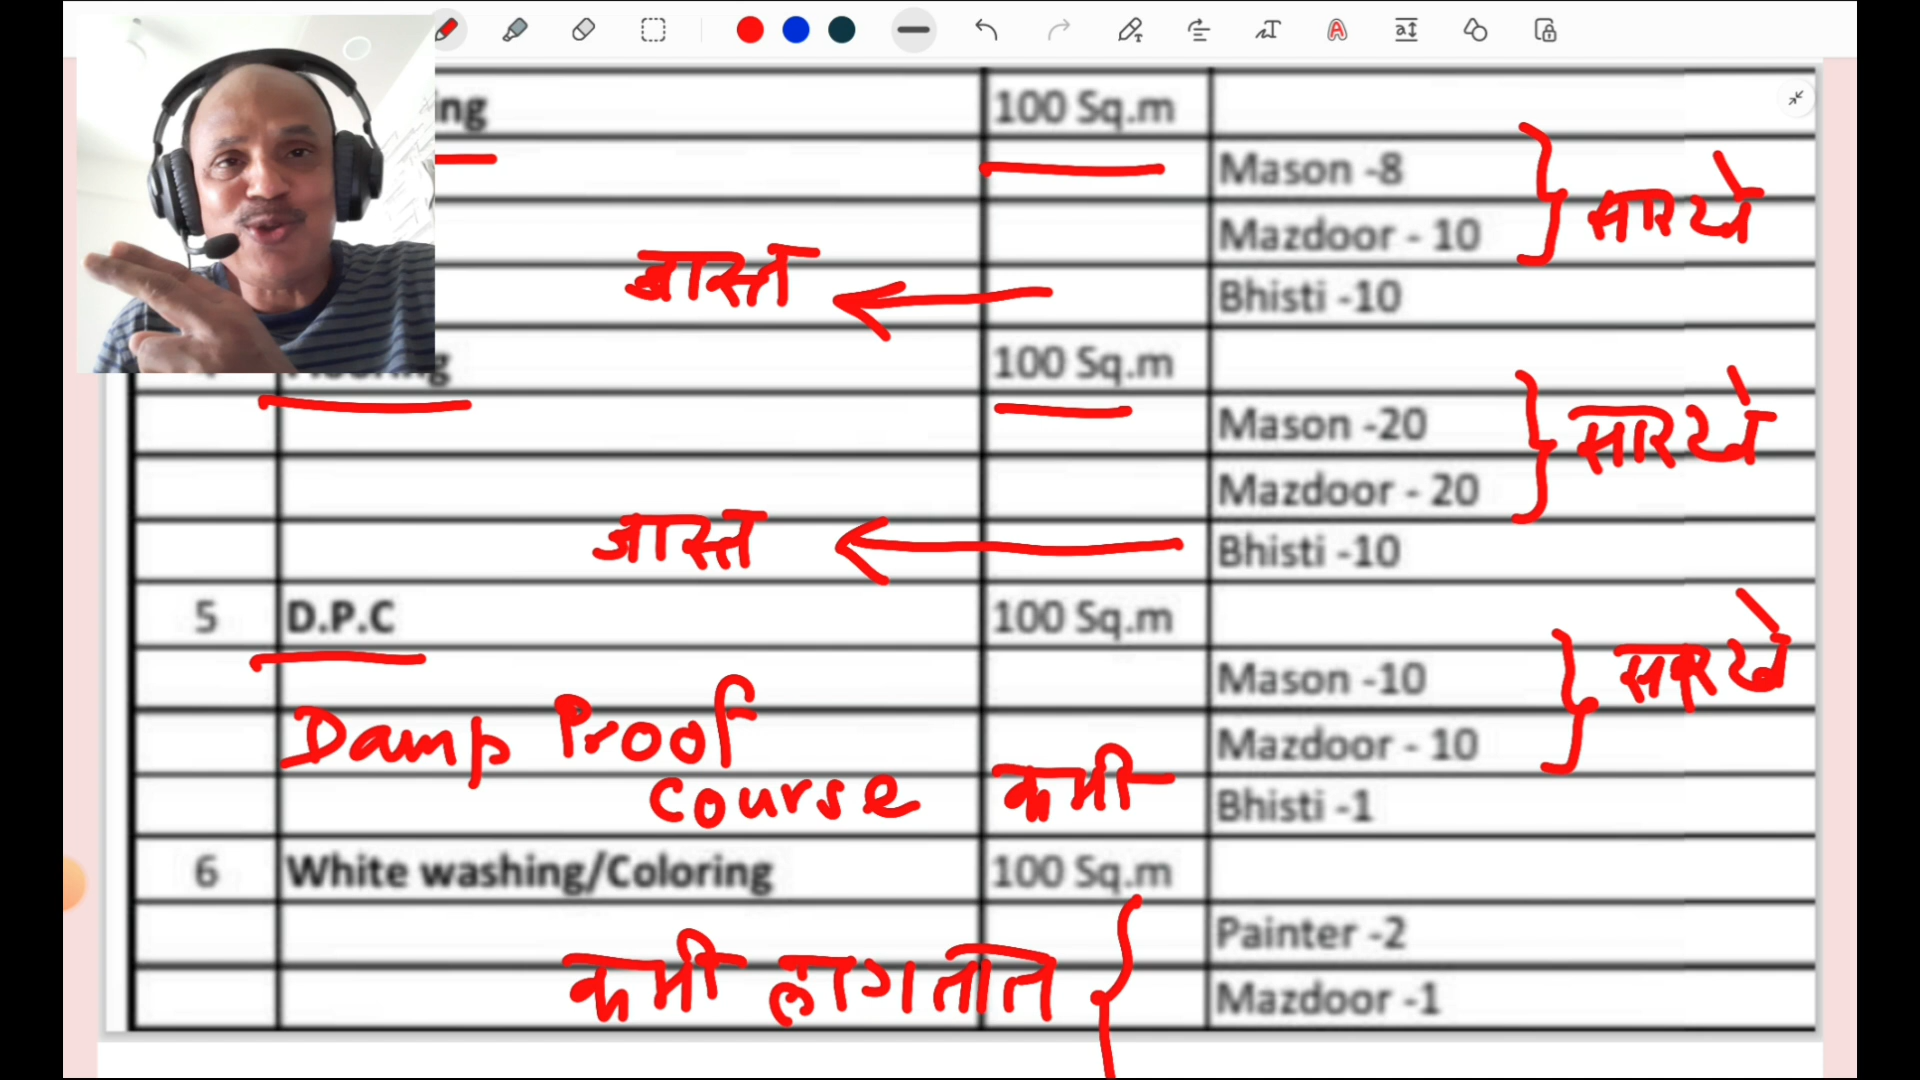 100 Sq.m
Mason -8
Mazdoor - 10
सारखे
Bhisti -10
जास्त
100 Sq.m
Mason -20
Mazdoor - 20
सारखे
Bhisti -10
जास्त
5 D.P.C 100 Sq.m
Mason -10
सारखे
Damp Proof
Mazdoor - 10
Course कमी
Bhisti -1
6 White washing/Coloring 100 Sq.m
Painter -2
कमी लागतात
Mazdoor -1